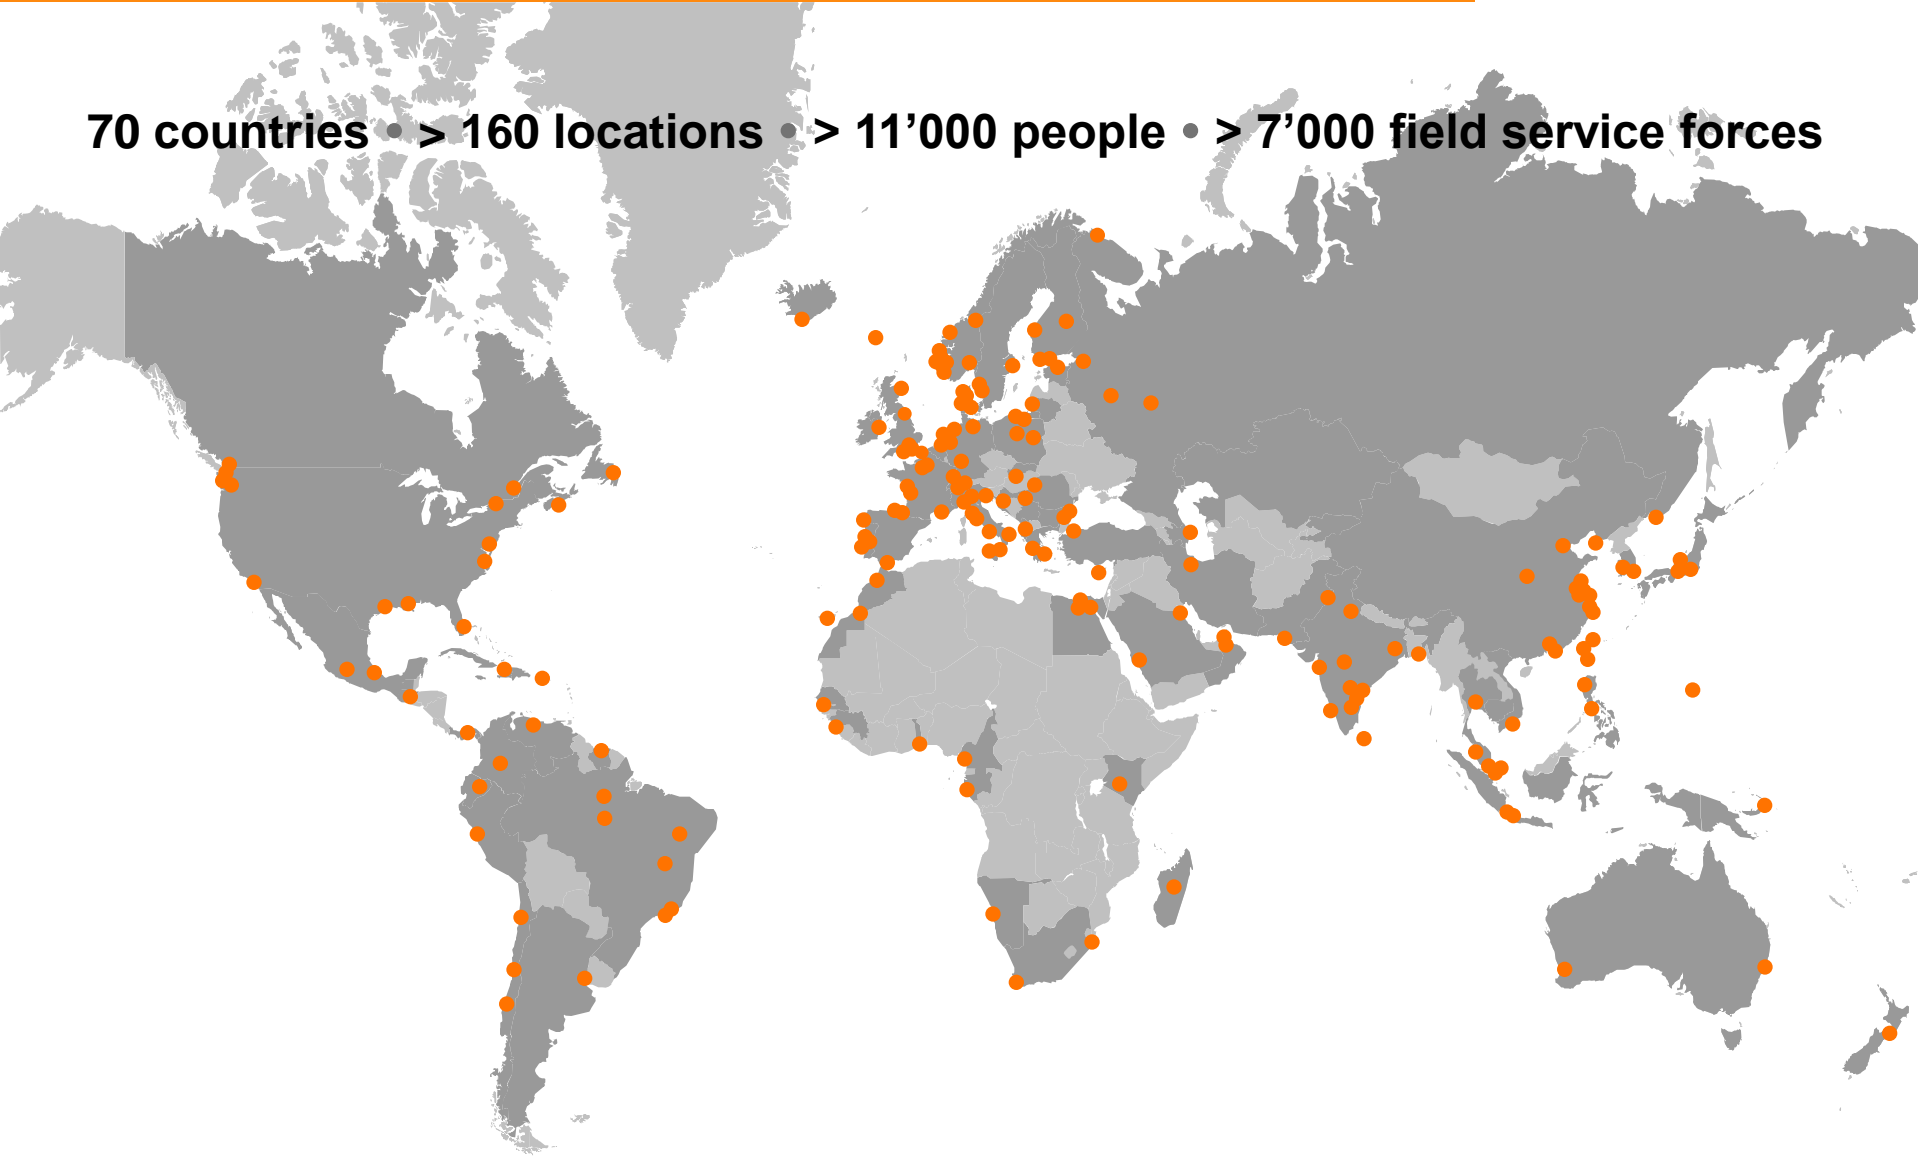 70 countries • > 160 locations • > 11’000 people • > 7’000 field service forces